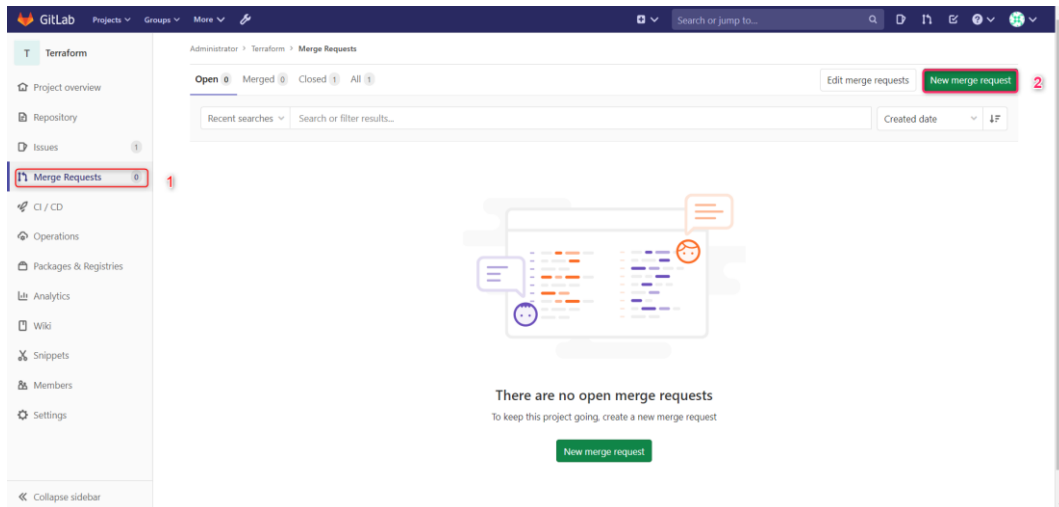 GitLab Projects Groups More Search or jump to...
T Terraform
Administrator > Terraform > Merge Requests
Open 0 Merged 0 Closed 1 All 1 Edit merge requests New merge request 2
Project overview
Recent searches Search or filter results... Created date
Repository
Issues 1
Merge Requests 0 1
CI / CD
Operations
Packages & Registries
Analytics
Wiki
Snippets
Members
Settings
There are no open merge requests
To keep this project going, create a new merge request
New merge request
Collapse sidebar